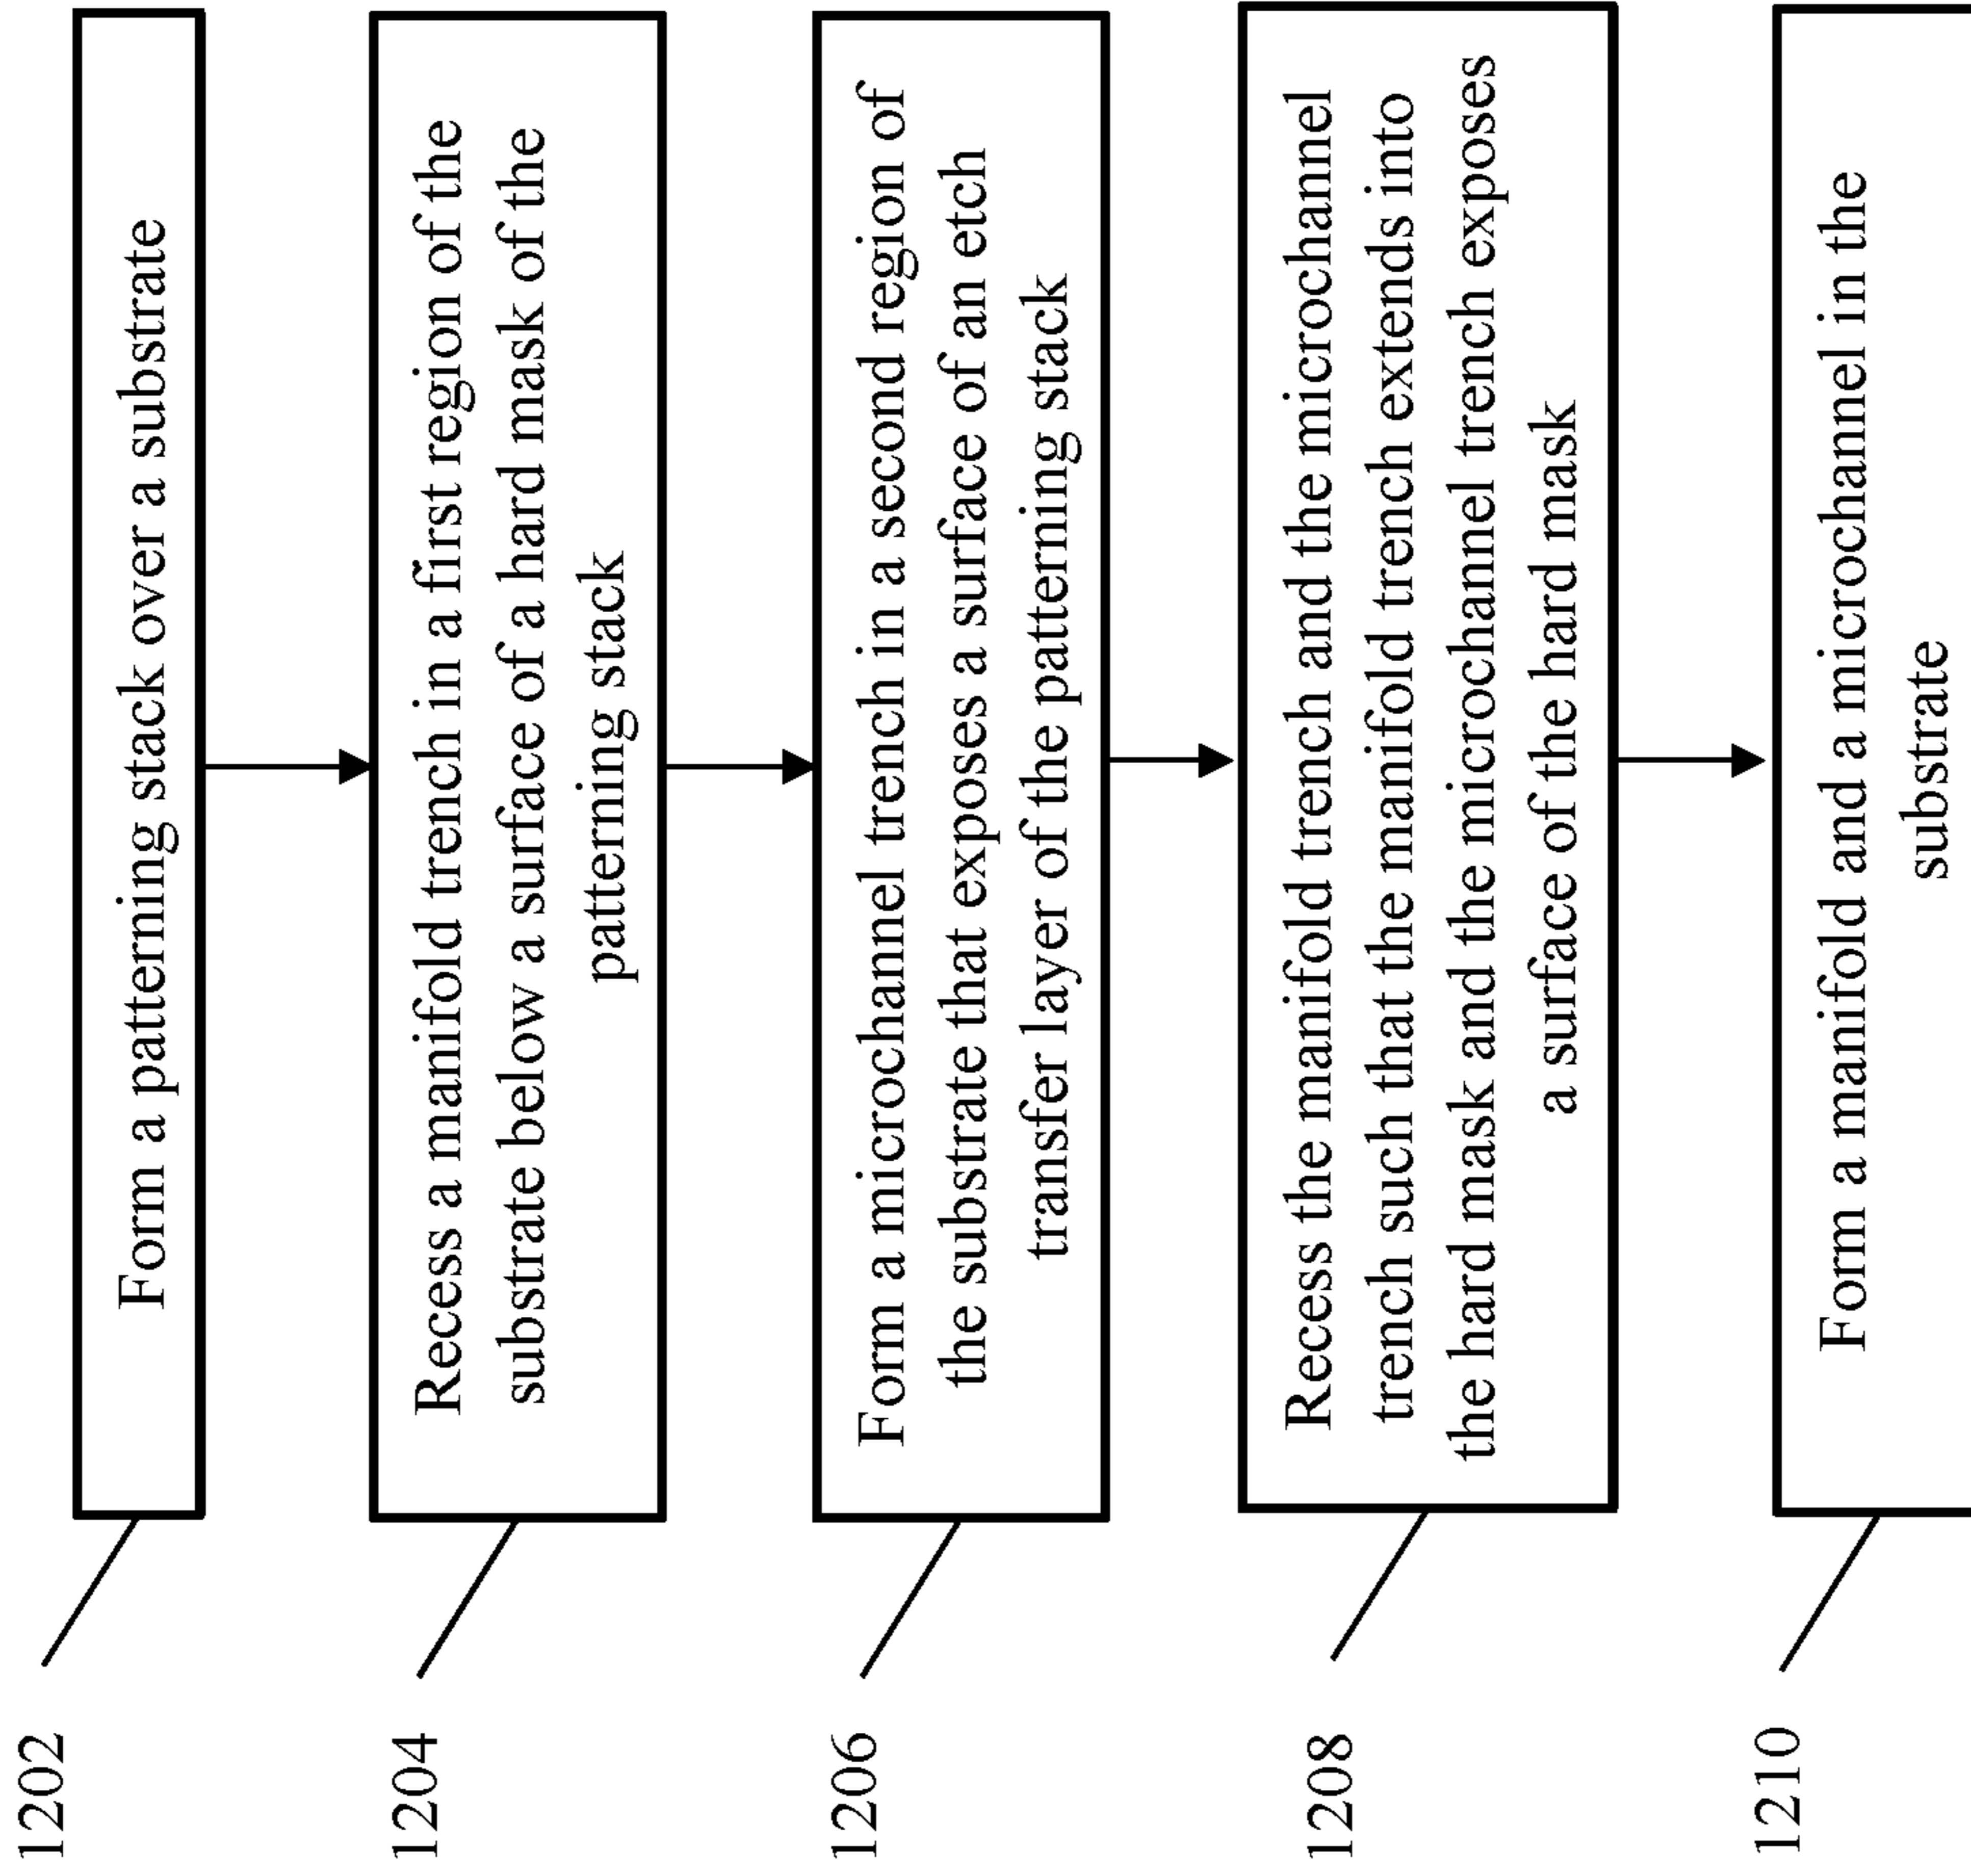 1202
Form a patterning stack over a substrate
1204
Recess a manifold trench in a first region of the
substrate below a surface of a hard mask of the
patterning stack
1206
Form a microchannel trench in a second region of
the substrate that exposes a surface of an etch
transfer layer of the patterning stack
1208
Recess the manifold trench and the microchannel
trench such that the manifold trench extends into
the hard mask and the microchannel trench exposes
a surface of the hard mask
1210
Form a manifold and a microchannel in the
substrate